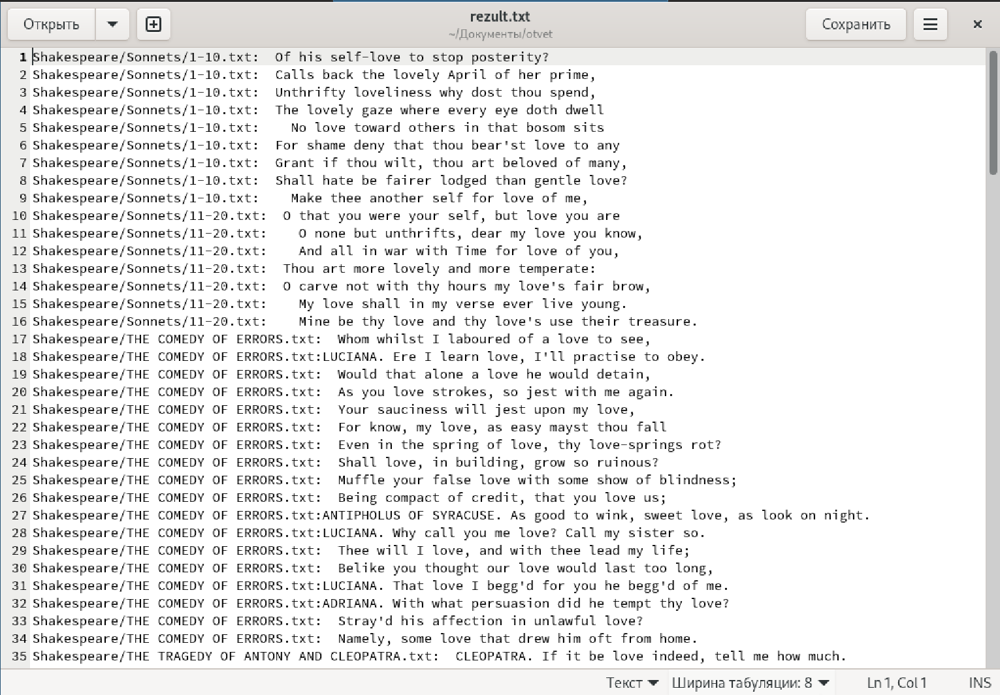 Открыть
rezult.txt
~/Документы/otvet
Сохранить
1 Shakespeare/Sonnets/1-10.txt:  Of his self-love to stop posterity?
2 Shakespeare/Sonnets/1-10.txt:  Calls back the lovely April of her prime,
3 Shakespeare/Sonnets/1-10.txt:  Unthrifty loveliness why dost thou spend,
4 Shakespeare/Sonnets/1-10.txt:  The lovely gaze where every eye doth dwell
5 Shakespeare/Sonnets/1-10.txt:    No love toward others in that bosom sits
6 Shakespeare/Sonnets/1-10.txt:  For shame deny that thou bear'st love to any
7 Shakespeare/Sonnets/1-10.txt:  Grant if thou wilt, thou art beloved of many,
8 Shakespeare/Sonnets/1-10.txt:  Shall hate be fairer lodged than gentle love?
9 Shakespeare/Sonnets/1-10.txt:    Make thee another self for love of me,
10 Shakespeare/Sonnets/11-20.txt:  O that you were your self, but love you are
11 Shakespeare/Sonnets/11-20.txt:    O none but unthrifts, dear my love you know,
12 Shakespeare/Sonnets/11-20.txt:    And all in war with Time for love of you,
13 Shakespeare/Sonnets/11-20.txt:  Thou art more lovely and more temperate:
14 Shakespeare/Sonnets/11-20.txt:  O carve not with thy hours my love's fair brow,
15 Shakespeare/Sonnets/11-20.txt:    My love shall in my verse ever live young.
16 Shakespeare/Sonnets/11-20.txt:    Mine be thy love and thy love's use their treasure.
17 Shakespeare/THE COMEDY OF ERRORS.txt:  Whom whilst I laboured of a love to see,
18 Shakespeare/THE COMEDY OF ERRORS.txt:LUCIANA. Ere I learn love, I'll practise to obey.
19 Shakespeare/THE COMEDY OF ERRORS.txt:  Would that alone a love he would detain,
20 Shakespeare/THE COMEDY OF ERRORS.txt:  As you love strokes, so jest with me again.
21 Shakespeare/THE COMEDY OF ERRORS.txt:  Your sauciness will jest upon my love,
22 Shakespeare/THE COMEDY OF ERRORS.txt:  For know, my love, as easy mayst thou fall
23 Shakespeare/THE COMEDY OF ERRORS.txt:  Even in the spring of love, thy love-springs rot?
24 Shakespeare/THE COMEDY OF ERRORS.txt:  Shall love, in building, grow so ruinous?
25 Shakespeare/THE COMEDY OF ERRORS.txt:  Muffle your false love with some show of blindness;
26 Shakespeare/THE COMEDY OF ERRORS.txt:  Being compact of credit, that you love us;
27 Shakespeare/THE COMEDY OF ERRORS.txt:ANTIPHOLUS OF SYRACUSE. As good to wink, sweet love, as look on night.
28 Shakespeare/THE COMEDY OF ERRORS.txt:LUCIANA. Why call you me love? Call my sister so.
29 Shakespeare/THE COMEDY OF ERRORS.txt:  Thee will I love, and with thee lead my life;
30 Shakespeare/THE COMEDY OF ERRORS.txt:  Belike you thought our love would last too long,
31 Shakespeare/THE COMEDY OF ERRORS.txt:LUCIANA. That love I begg'd for you he begg'd of me.
32 Shakespeare/THE COMEDY OF ERRORS.txt:ADRIANA. With what persuasion did he tempt thy love?
33 Shakespeare/THE COMEDY OF ERRORS.txt:  Stray'd his affection in unlawful love?
34 Shakespeare/THE COMEDY OF ERRORS.txt:  Namely, some love that drew him oft from home.
35 Shakespeare/THE TRAGEDY OF ANTONY AND CLEOPATRA.txt:  CLEOPATRA. If it be love indeed, tell me how much.
Текст Ширина табуляции: 8 Ln 1, Col 1 INS